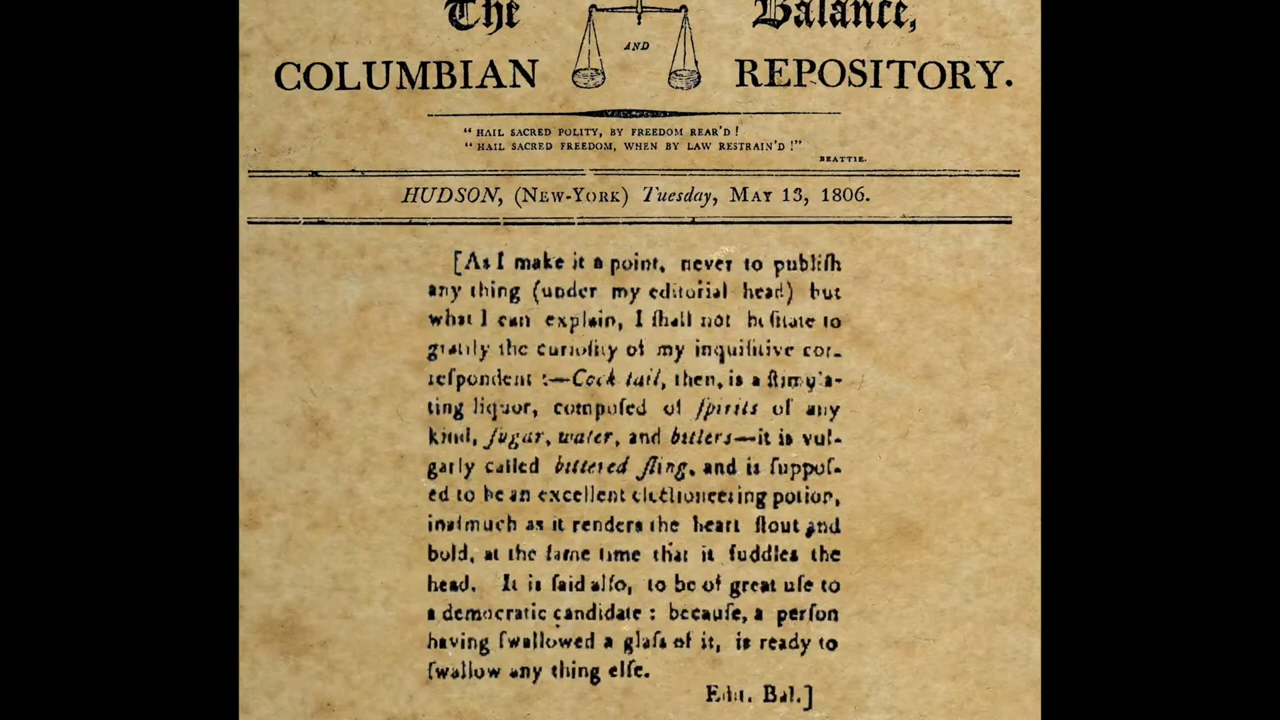 The Balance,
AND
COLUMBIAN REPOSITORY.
“ HAIL SACRED POLITY, BY FREEDOM REAR'D !
“ HAIL SACRED FREEDOM, WHEN BY LAW RESTRAIN'D !”
BEATTIE.
HUDSON, (NEW-YORK) Tuesday, MAY 13, 1806.
[As I make it a point, never to publiſh
any thing (under my editorial head) but
what I can explain, I ſhall not heſitate to
gratify the curioſity of my inquiſitive cor-
reſpondent :—Cock tail, then, is a ſtimula-
ting liquor, compoſed of ſpirits of any
kind, ſugar, water, and bitters—it is vul-
garly called bittered ſling, and is ſuppoſ-
ed to be an excellent electioneering potion,
inaſmuch as it renders the heart ſtout and
bold, at the ſame time that it fuddles the
head. It is ſaid alſo, to be of great uſe to
a democratic candidate : becauſe, a perſon
having ſwallowed a glaſs of it, is ready to
ſwallow any thing elſe.
Edit. Bal.]